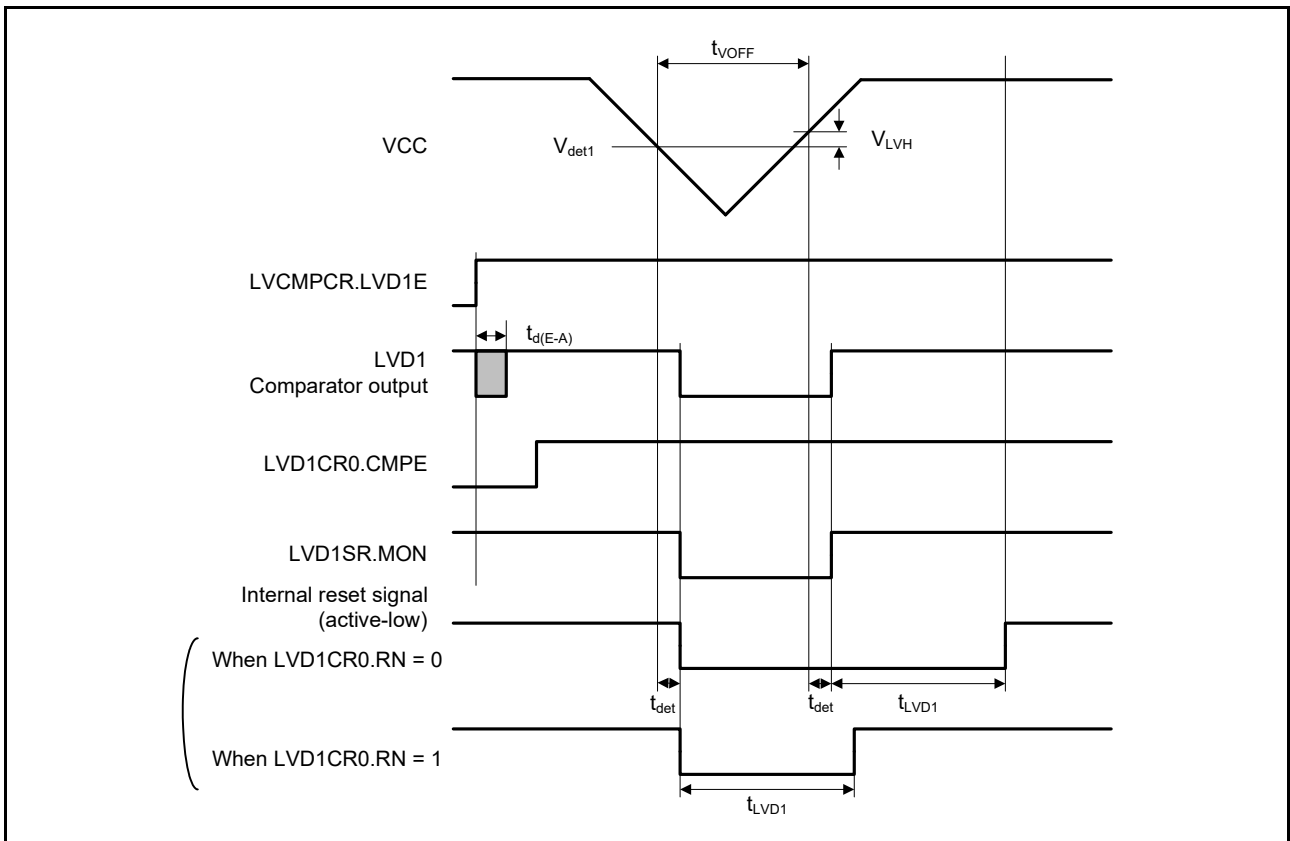 tVOFF
VCC
Vdet1
VLVH
LVCMPCR.LVD1E
td(E-A)
LVD1
Comparator output
LVD1CR0.CMPE
LVD1SR.MON
Internal reset signal
(active-low)
When LVD1CR0.RN = 0
tdet
tdet
tLVD1
When LVD1CR0.RN = 1
tLVD1